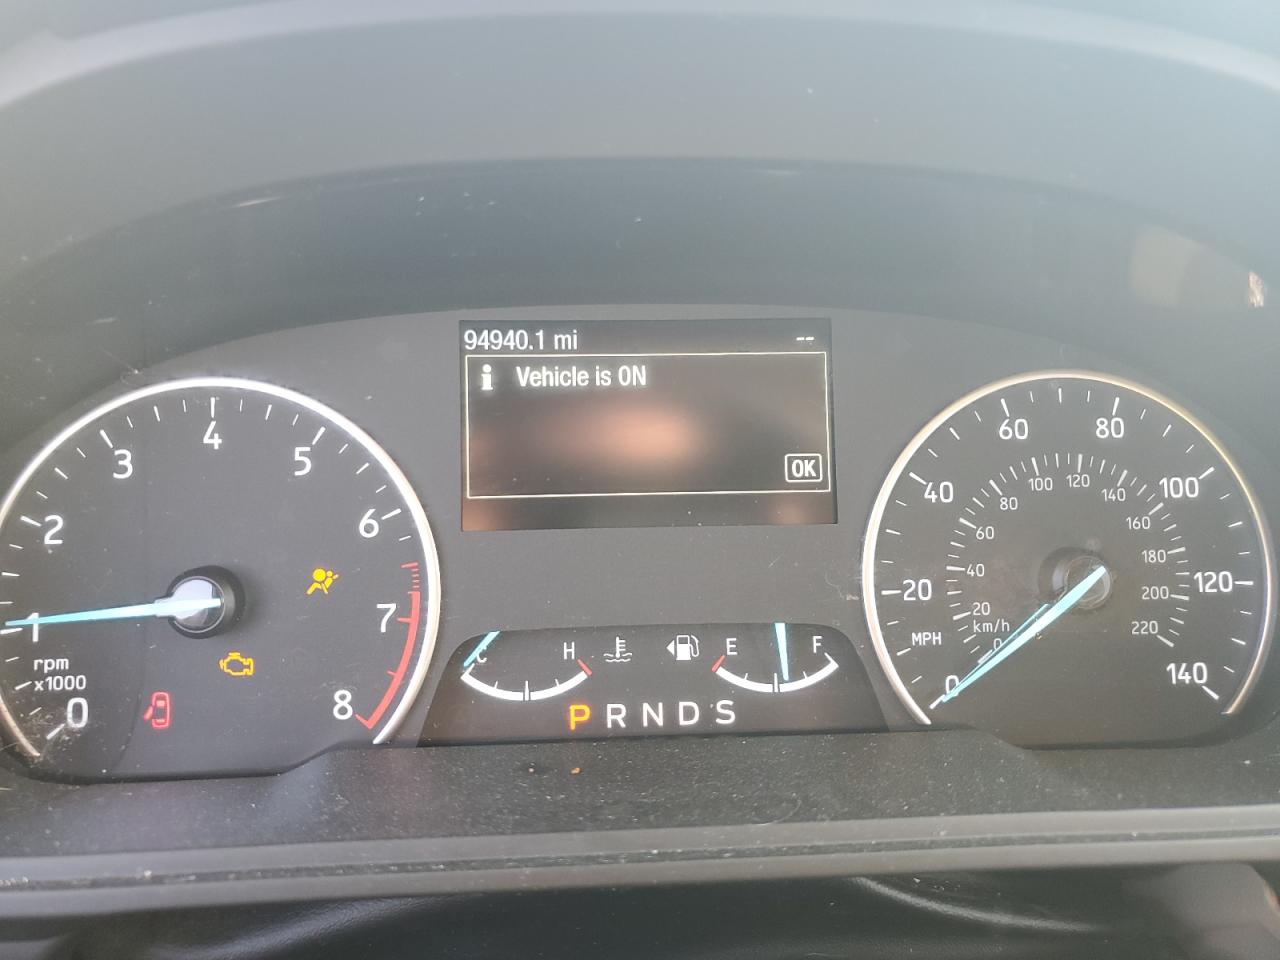 94940.1 mi --
i Vehicle is ON
OK
0 1 2 3 4 5 6 7 8
rpm
x1000
C H E F
P R N D S
0 20 40 60 80 100 120 140
MPH
0 20 40 60 80 100 120 140 160 180 200 220
km/h